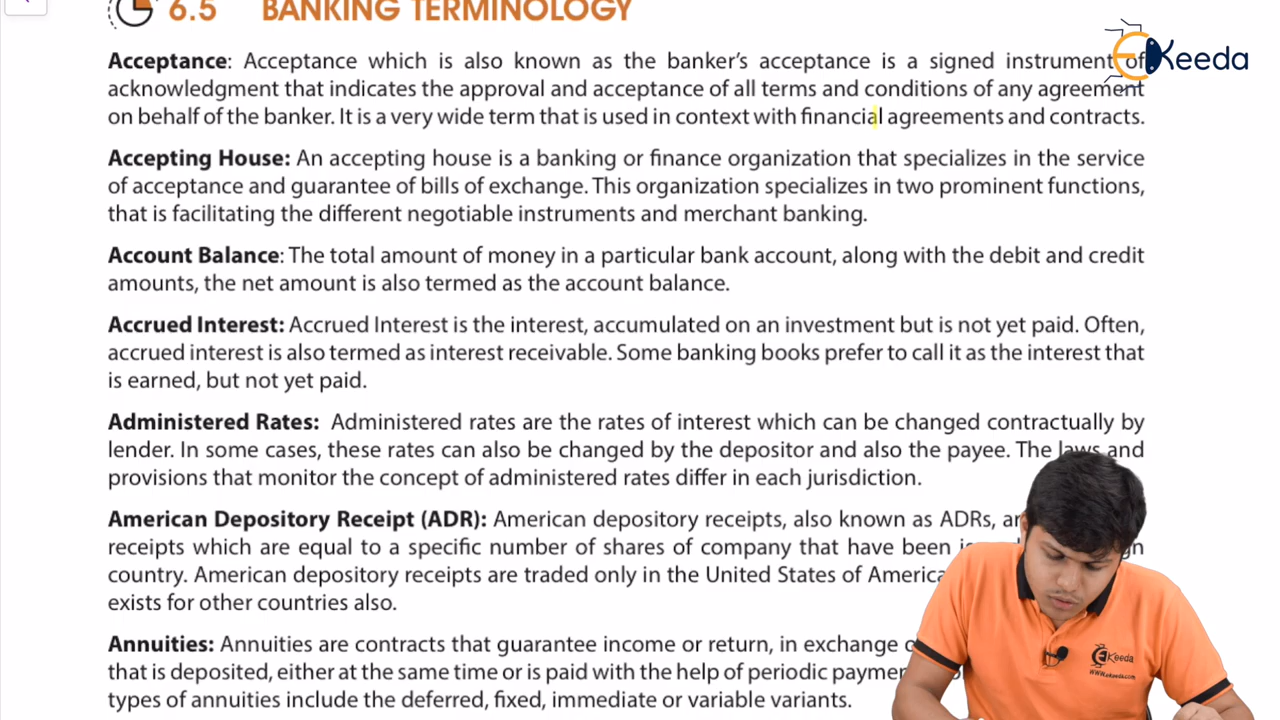 6.5 BANKING TERMINOLOGY
EKeeda
Acceptance: Acceptance which is also known as the banker's acceptance is a signed instrument of
acknowledgment that indicates the approval and acceptance of all terms and conditions of any agreement
on behalf of the banker. It is a very wide term that is used in context with financial agreements and contracts.
Accepting House: An accepting house is a banking or finance organization that specializes in the service
of acceptance and guarantee of bills of exchange. This organization specializes in two prominent functions,
that is facilitating the different negotiable instruments and merchant banking.
Account Balance: The total amount of money in a particular bank account, along with the debit and credit
amounts, the net amount is also termed as the account balance.
Accrued Interest: Accrued Interest is the interest, accumulated on an investment but is not yet paid. Often,
accrued interest is also termed as interest receivable. Some banking books prefer to call it as the interest that
is earned, but not yet paid.
Administered Rates: Administered rates are the rates of interest which can be changed contractually by
lender. In some cases, these rates can also be changed by the depositor and also the payee. The laws and
provisions that monitor the concept of administered rates differ in each jurisdiction.
American Depository Receipt (ADR): American depository receipts, also known as ADRs,
receipts which are equal to a specific number of shares of company that have been
country. American depository receipts are traded only in the United States of America
exists for other countries also.
Annuities: Annuities are contracts that guarantee income or return, in exchange
that is deposited, either at the same time or is paid with the help of periodic
types of annuities include the deferred, fixed, immediate or variable variants.
EKeeda
www.ekeeda.com